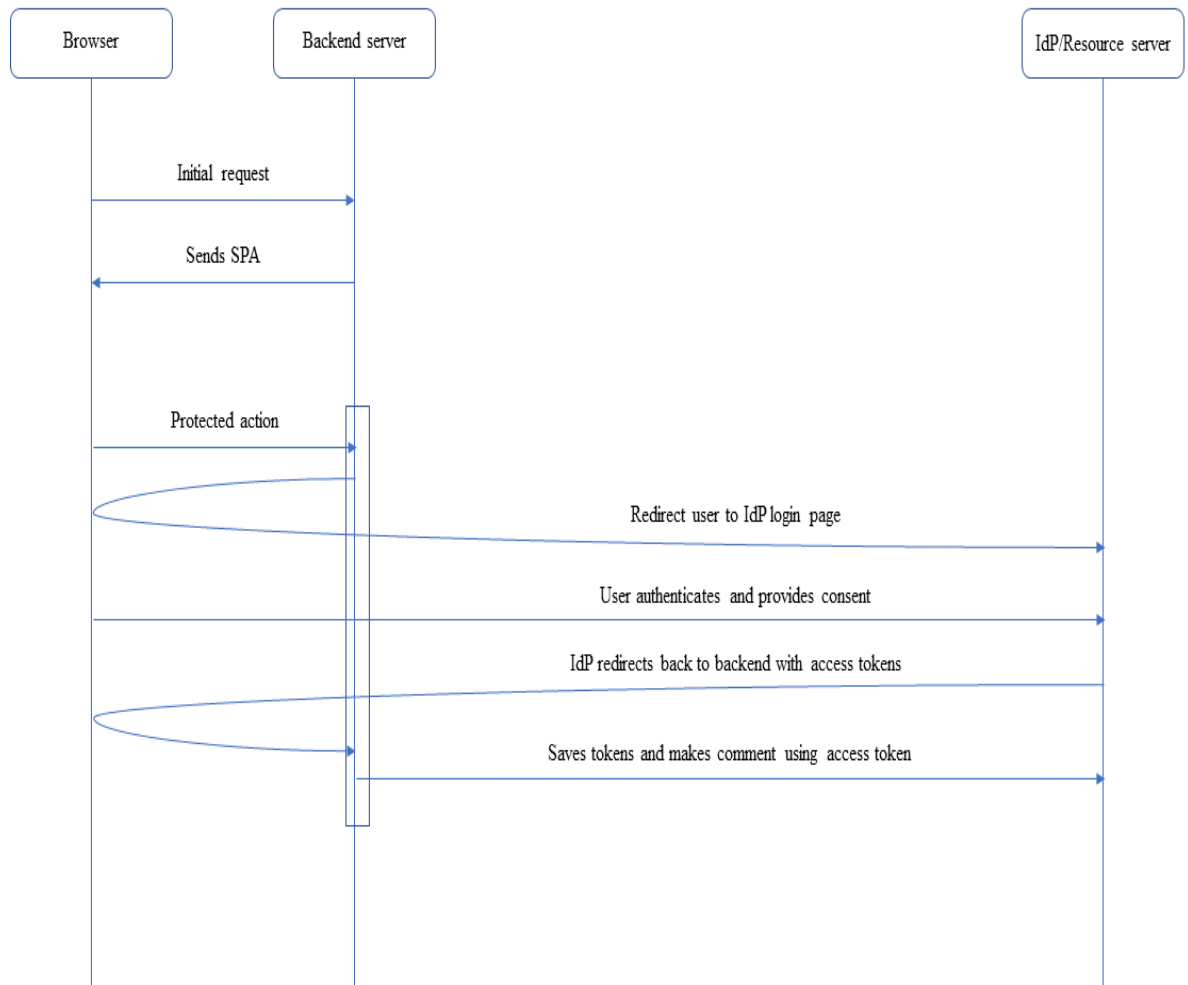 Browser
Backend server
IdP/Resource server
Initial request
Sends SPA
Protected action
Redirect user to IdP login page
User authenticates and provides consent
IdP redirects back to backend with access tokens
Saves tokens and makes comment using access token